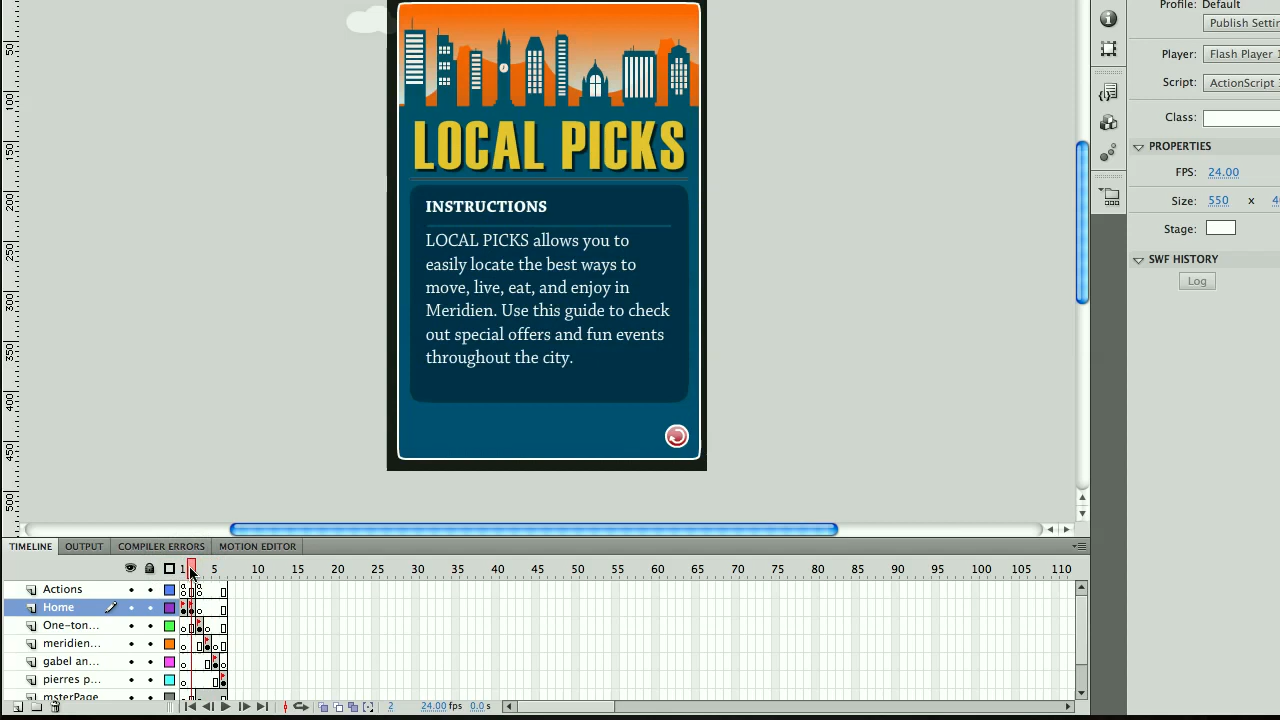 Profile: Default
Publish Setting
Player: Flash Player 1
Script: ActionScript
Class:
PROPERTIES
FPS: 24.00
Size: 550 x
Stage:
SWF HISTORY
Log
50
100
150
200
250
300
350
400
450
500
LOCAL PICKS
INSTRUCTIONS
LOCAL PICKS allows you to
easily locate the best ways to
move, live, eat, and enjoy in
Meridien. Use this guide to check
out special offers and fun events
throughout the city.
TIMELINE OUTPUT COMPILER ERRORS MOTION EDITOR
1 5 10 15 20 25 30 35 40 45 50 55 60 65 70 75 80 85 90 95 100 105 110
Actions
Home
One-ton...
meridien...
gabel an...
pierres p...
msterPage
2 24.00 fps 0.0 s